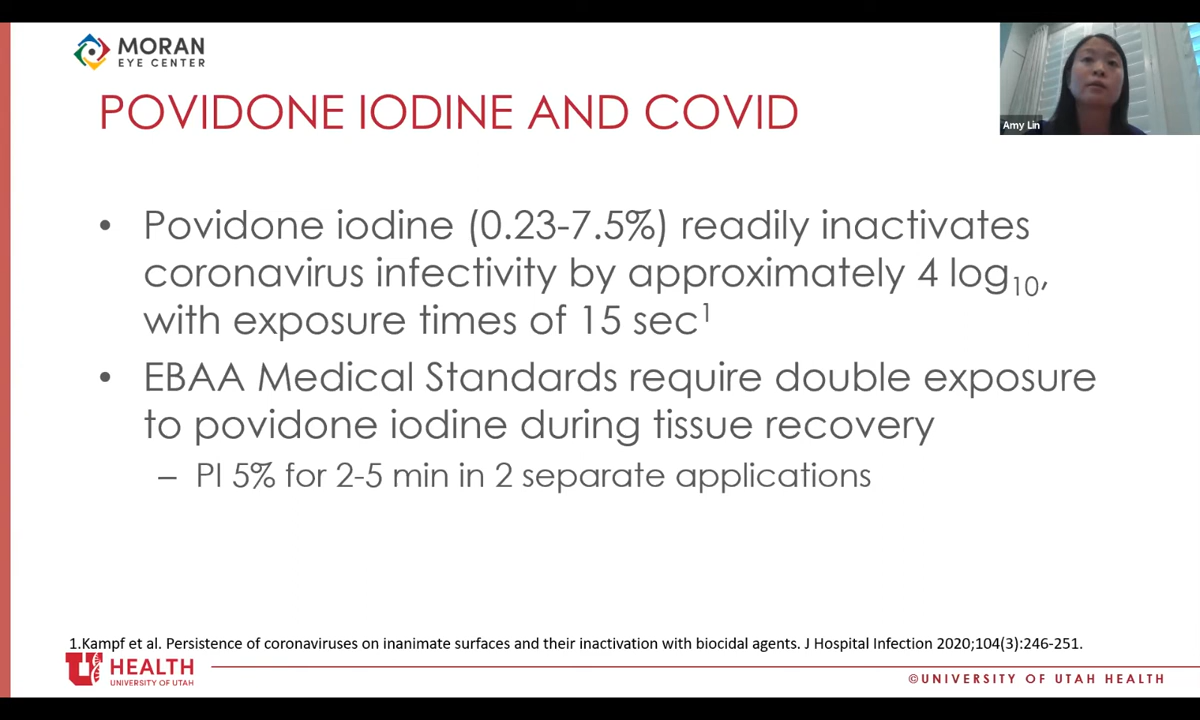 MORAN
EYE CENTER
Amy Lin
POVIDONE IODINE AND COVID
• Povidone iodine (0.23-7.5%) readily inactivates
coronavirus infectivity by approximately 4 log10,
with exposure times of 15 sec1
• EBAA Medical Standards require double exposure
to povidone iodine during tissue recovery
– PI 5% for 2-5 min in 2 separate applications
1.Kampf et al. Persistence of coronaviruses on inanimate surfaces and their inactivation with biocidal agents. J Hospital Infection 2020;104(3):246-251.
U HEALTH
UNIVERSITY OF UTAH
©UNIVERSITY OF UTAH HEALTH